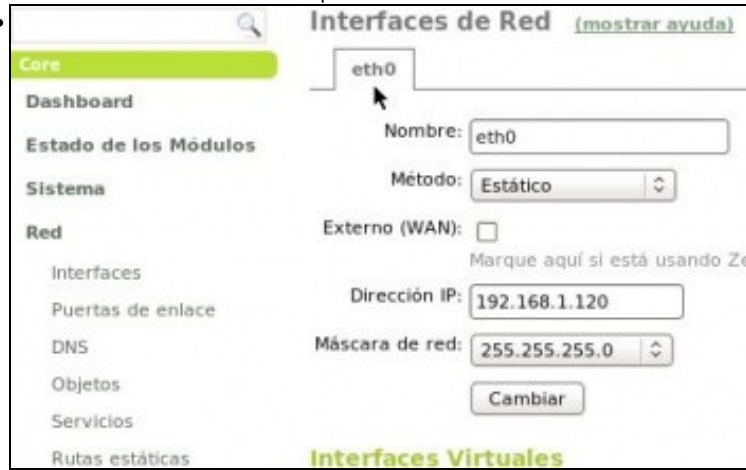 Core
Dashboard
Estado de los Módulos
Sistema
Red
Interfaces
Puertas de enlace
DNS
Objetos
Servicios
Rutas estáticas
Interfaces de Red (mostrar ayuda)
eth0
Nombre: eth0
Método: Estático
Externo (WAN):
Marque aquí si está usando Ze
Dirección IP: 192.168.1.120
Máscara de red: 255.255.255.0
Cambiar
Interfaces Virtuales